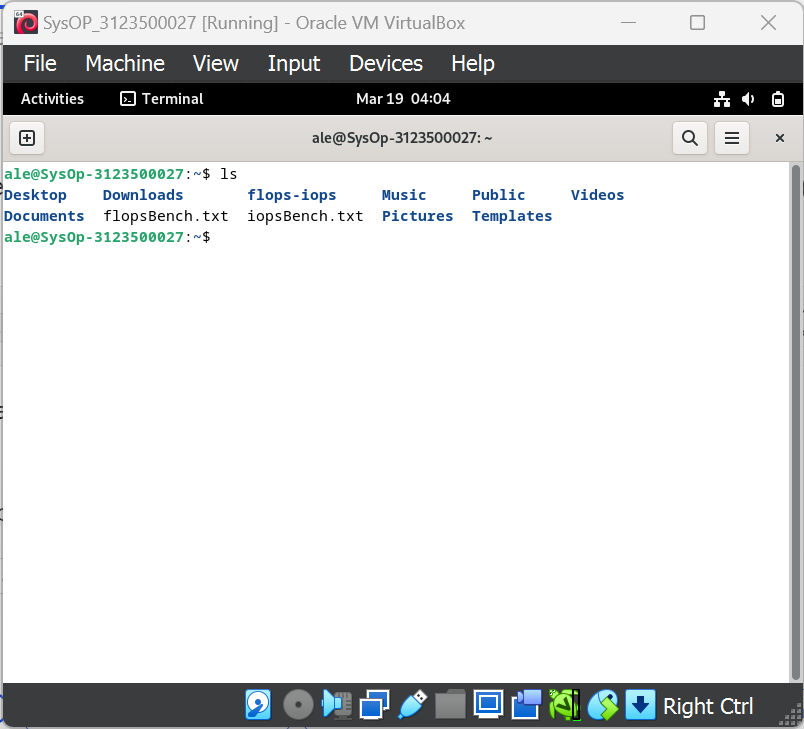 SysOP_3123500027 [Running] - Oracle VM VirtualBox
File Machine View Input Devices Help
Activities Terminal Mar 19 04:04
ale@SysOp-3123500027: ~
ale@SysOp-3123500027:~$ ls
Desktop Downloads flops-iops Music Public Videos
Documents flopsBench.txt iopsBench.txt Pictures Templates
ale@SysOp-3123500027:~$
Right Ctrl